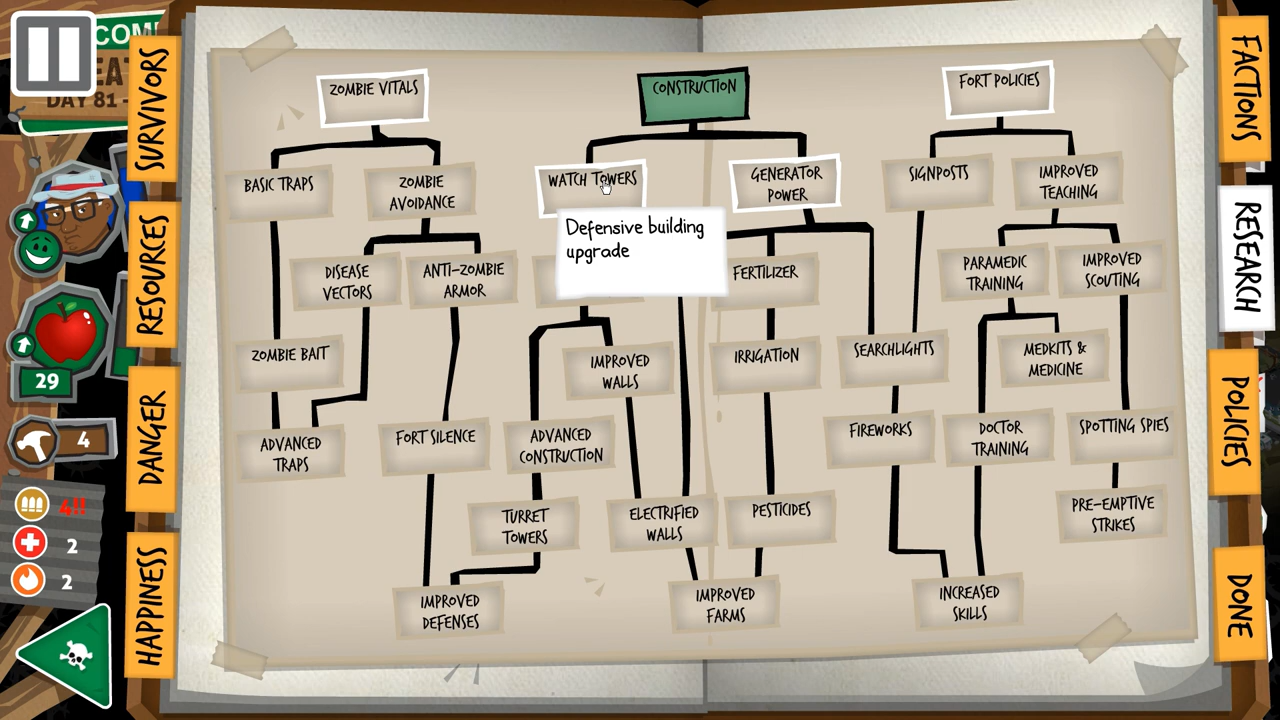 COM
EA
DAY 81 -
SURVIVORS
RESOURCES
DANGER
HAPPINESS
29
4
4!!
2
2
ZOMBIE VITALS
CONSTRUCTION
FORT POLICIES
BASIC TRAPS
ZOMBIE
AVOIDANCE
WATCH TOWERS
GENERATOR
POWER
SIGNPOSTS
IMPROVED
TEACHING
Defensive building
upgrade
DISEASE
VECTORS
ANTI-ZOMBIE
ARMOR
FERTILIZER
PARAMEDIC
TRAINING
IMPROVED
SCOUTING
ZOMBIE BAIT
IMPROVED
WALLS
IRRIGATION
SEARCHLIGHTS
MEDKITS &
MEDICINE
ADVANCED
TRAPS
FORT SILENCE
ADVANCED
CONSTRUCTION
FIREWORKS
DOCTOR
TRAINING
SPOTTING SPIES
TURRET
TOWERS
ELECTRIFIED
WALLS
PESTICIDES
PRE-EMPTIVE
STRIKES
IMPROVED
DEFENSES
IMPROVED
FARMS
INCREASED
SKILLS
FACTIONS
RESEARCH
POLICIES
DONE